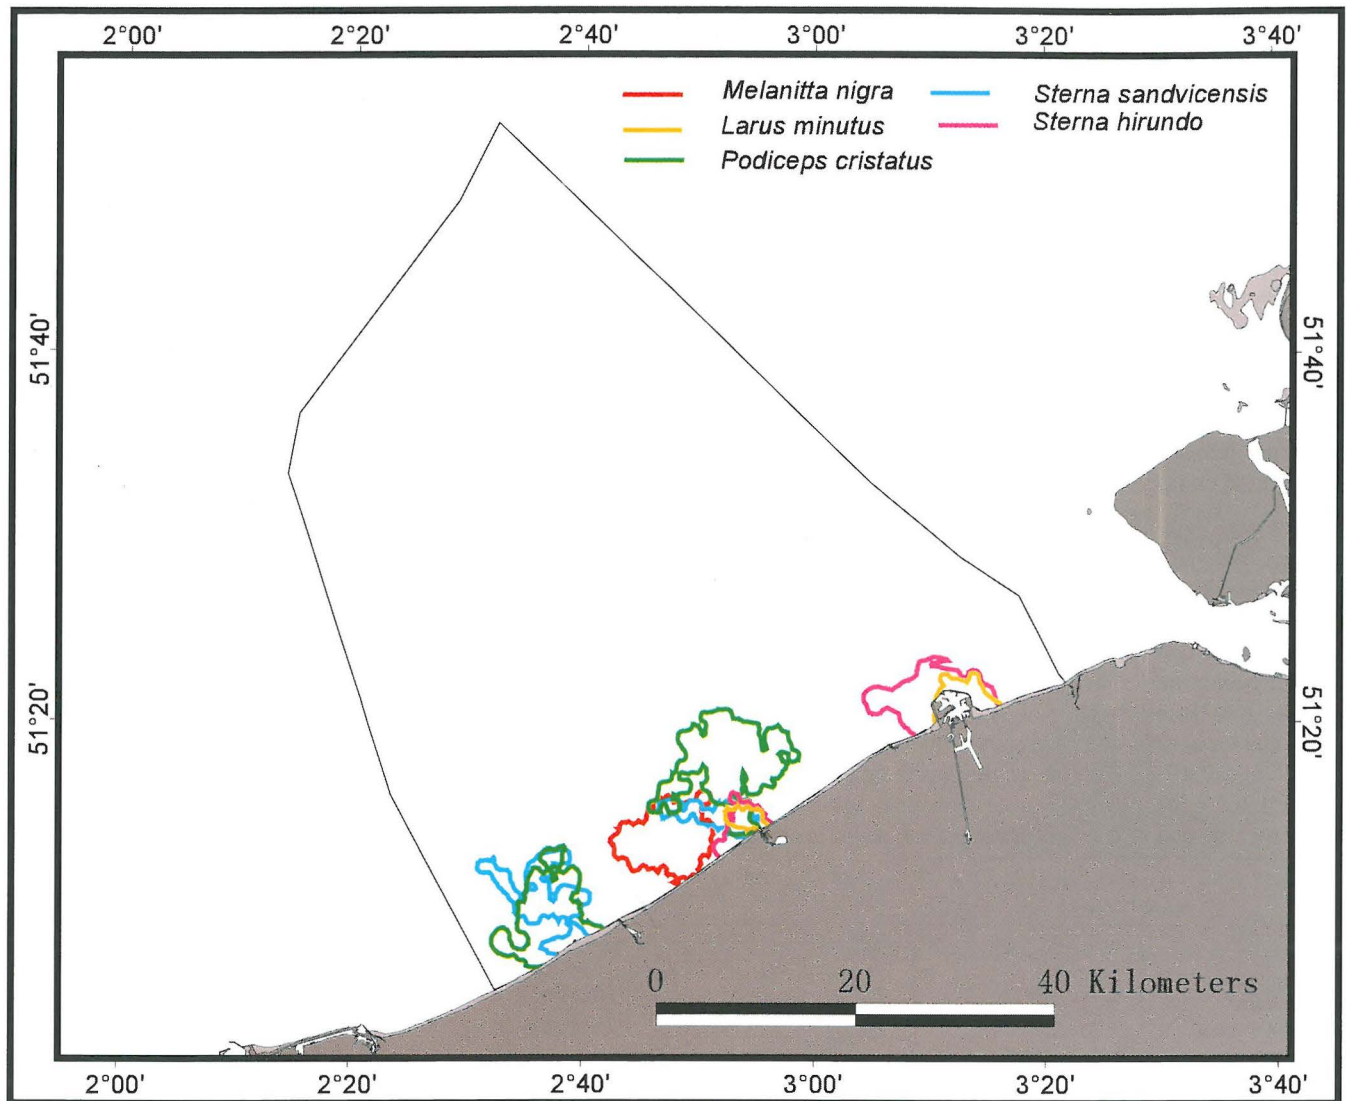 2°00' 2°20' 2°40' 3°00' 3°20' 3°40'
Melanitta nigra Sterna sandvicensis
Larus minutus Sterna hirundo
Podiceps cristatus
51°40' 51°40'
51°20' 51°20'
0 20 40 Kilometers
2°00' 2°20' 2°40' 3°00' 3°20' 3°40'